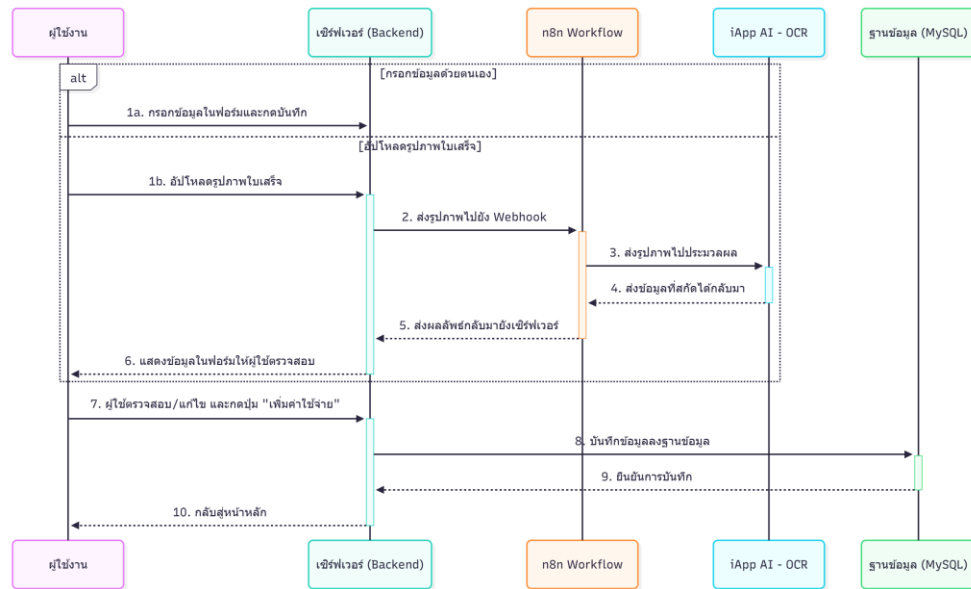 ผู้ใช้งาน
เซิร์ฟเวอร์ (Backend)
n8n Workflow
iApp AI - OCR
ฐานข้อมูล (MySQL)
alt
[กรอกข้อมูลด้วยตนเอง]
1a. กรอกข้อมูลในฟอร์มและกดบันทึก
[อัปโหลดรูปภาพใบเสร็จ]
1b. อัปโหลดรูปภาพใบเสร็จ
2. ส่งรูปภาพไปยัง Webhook
3. ส่งรูปภาพไปประมวลผล
4. ส่งข้อมูลที่สกัดได้กลับมา
5. ส่งผลลัพธ์กลับมายังเซิร์ฟเวอร์
6. แสดงข้อมูลในฟอร์มให้ผู้ใช้ตรวจสอบ
7. ผู้ใช้ตรวจสอบ/แก้ไข และกดปุ่ม "เพิ่มค่าใช้จ่าย"
8. บันทึกข้อมูลลงฐานข้อมูล
9. ยืนยันการบันทึก
10. กลับสู่หน้าหลัก
ผู้ใช้งาน
เซิร์ฟเวอร์ (Backend)
n8n Workflow
iApp AI - OCR
ฐานข้อมูล (MySQL)